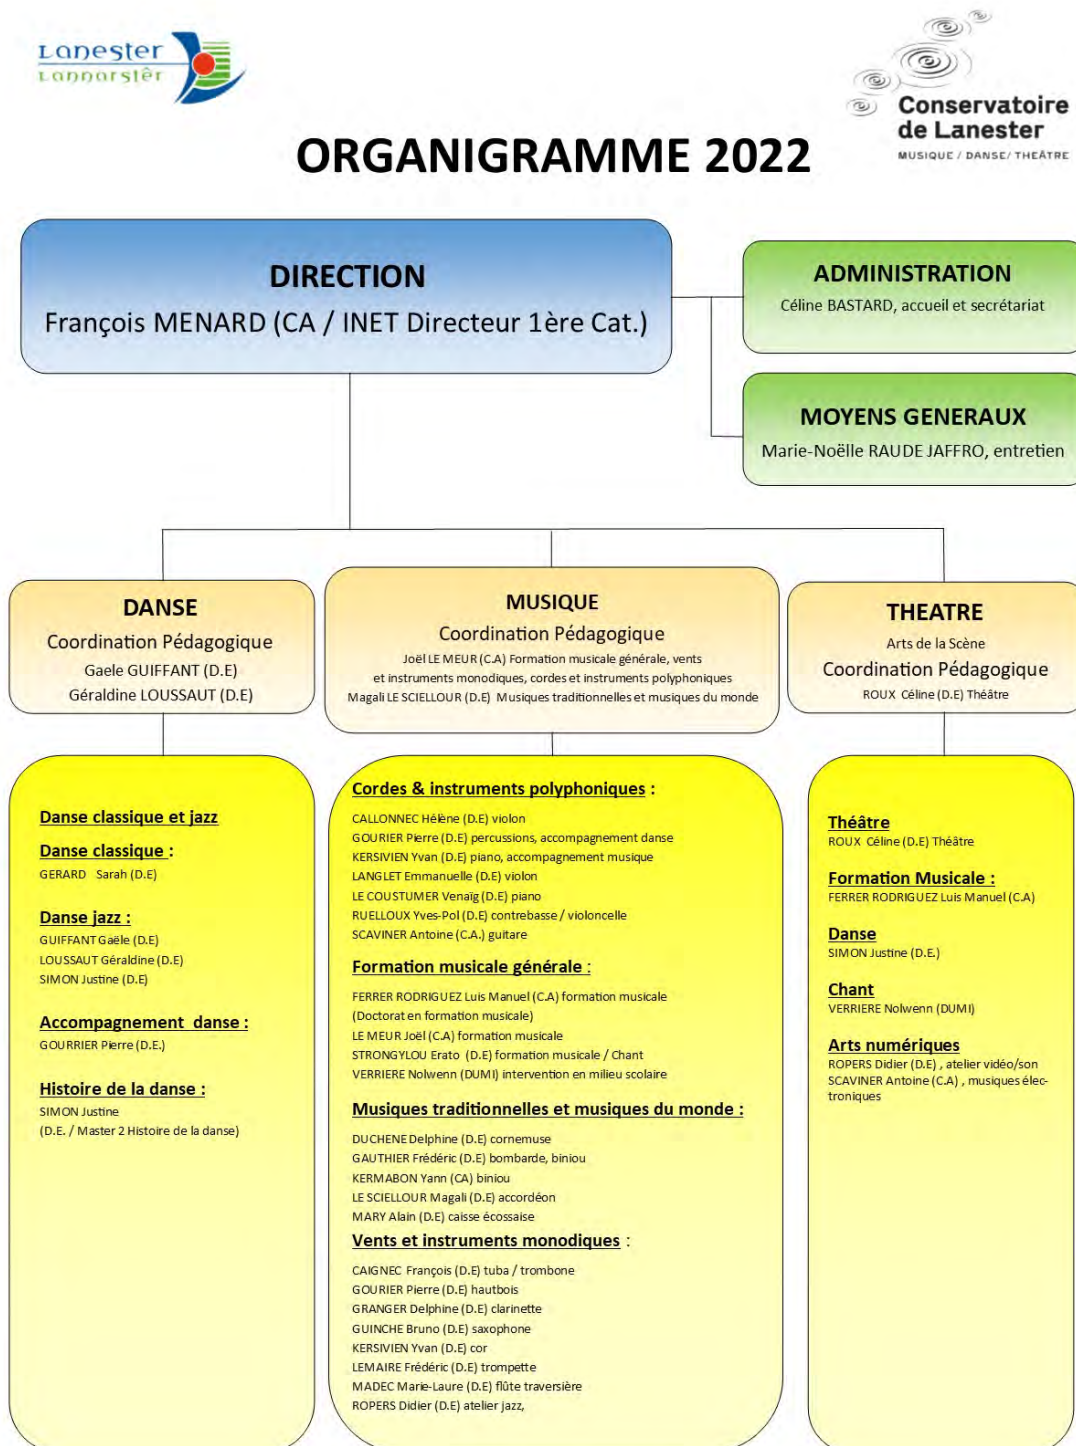 Lanester
Lannarstêr
Conservatoire
de Lanester
MUSIQUE / DANSE/ THEÂTRE
ORGANIGRAMME 2022
DIRECTION
François MENARD (CA / INET Directeur 1ère Cat.)
ADMINISTRATION
Céline BASTARD, accueil et secrétariat
MOYENS GENERAUX
Marie-Noëlle RAUDE JAFFRO, entretien
DANSE
Coordination Pédagogique
Gaele GUIFFANT (D.E)
Géraldine LOUSSAUT (D.E)
MUSIQUE
Coordination Pédagogique
Joël LE MEUR (C.A) Formation musicale générale, vents
et instruments monodiques, cordes et instruments polyphoniques
Magali LE SCIELLOUR (D.E) Musiques traditionnelles et musiques du monde
THEATRE
Arts de la Scène
Coordination Pédagogique
ROUX Céline (D.E) Théâtre
Danse classique et jazz
Danse classique :
GERARD Sarah (D.E)
Danse jazz :
GUIFFANT Gaële (D.E)
LOUSSAUT Géraldine (D.E)
SIMON Justine (D.E)
Accompagnement danse :
GOURRIER Pierre (D.E.)
Histoire de la danse :
SIMON Justine
(D.E. / Master 2 Histoire de la danse)
Cordes & instruments polyphoniques :
CALLONNEC Hélène (D.E) violon
GOURIER Pierre (D.E) percussions, accompagnement danse
KERSIVIEN Yvan (D.E) piano, accompagnement musique
LANGLET Emmanuelle (D.E) violon
LE COUSTUMER Venaïg (D.E) piano
RUELLOUX Yves-Pol (D.E) contrebasse / violoncelle
SCAVINER Antoine (C.A.) guitare
Formation musicale générale :
FERRER RODRIGUEZ Luis Manuel (C.A) formation musicale
(Doctorat en formation musicale)
LE MEUR Joël (C.A) formation musicale
STRONGYLOU Erato (D.E) formation musicale / Chant
VERRIERE Nolwenn (DUMI) intervention en milieu scolaire
Musiques traditionnelles et musiques du monde :
DUCHENE Delphine (D.E) cornemuse
GAUTHIER Frédéric (D.E) bombarde, biniou
KERMABON Yann (CA) biniou
LE SCIELLOUR Magali (D.E) accordéon
MARY Alain (D.E) caisse écossaise
Vents et instruments monodiques :
CAIGNEC François (D.E) tuba / trombone
GOURIER Pierre (D.E) hautbois
GRANGER Delphine (D.E) clarinette
GUINCHE Bruno (D.E) saxophone
KERSIVIEN Yvan (D.E) cor
LEMAIRE Frédéric (D.E) trompette
MADEC Marie-Laure (D.E) flûte traversière
ROPERS Didier (D.E) atelier jazz,
Théâtre
ROUX Céline (D.E) Théâtre
Formation Musicale :
FERRER RODRIGUEZ Luis Manuel (C.A)
Danse
SIMON Justine (D.E.)
Chant
VERRIERE Nolwenn (DUMI)
Arts numériques
ROPERS Didier (D.E) , atelier vidéo/son
SCAVINER Antoine (C.A) , musiques élec-
troniques